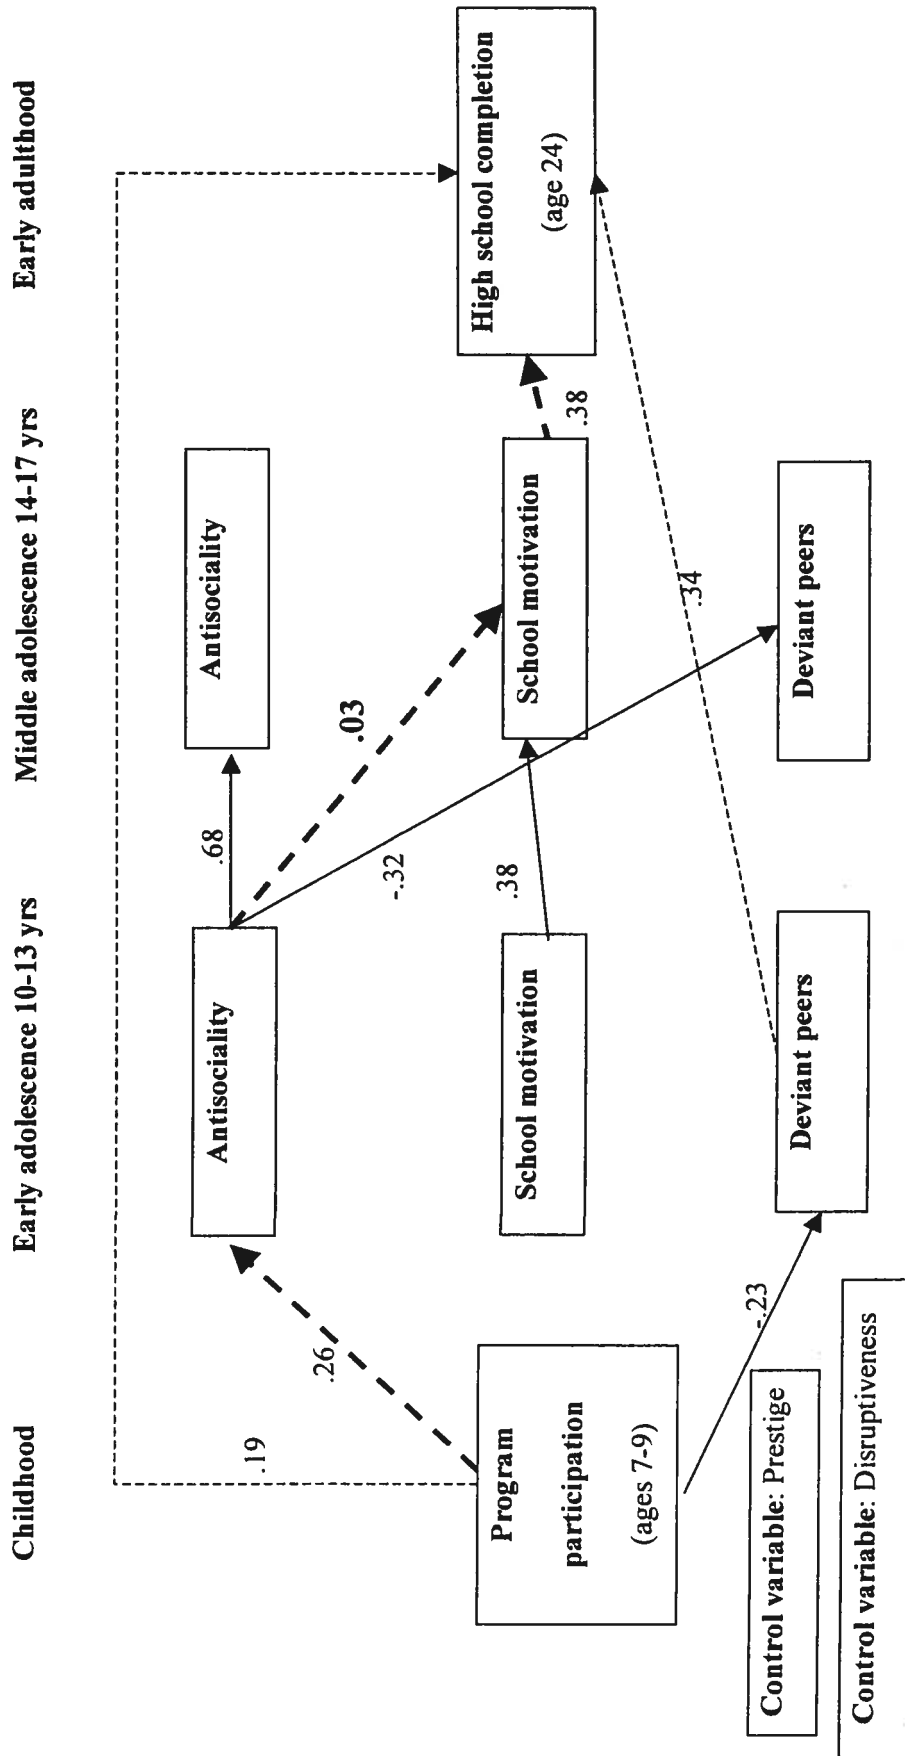 Childhood
Early adolescence 10-13 yrs
Middle adolescence 14-17 yrs
Early adulthood
.19
Antisociality
.68
Antisociality
.26
.03
-.32
Program
participation
(ages 7-9)
School motivation
.38
School motivation
.38
High school completion
(age 24)
.34
-.23
Deviant peers
Deviant peers
Control variable: Prestige
Control variable: Disruptiveness